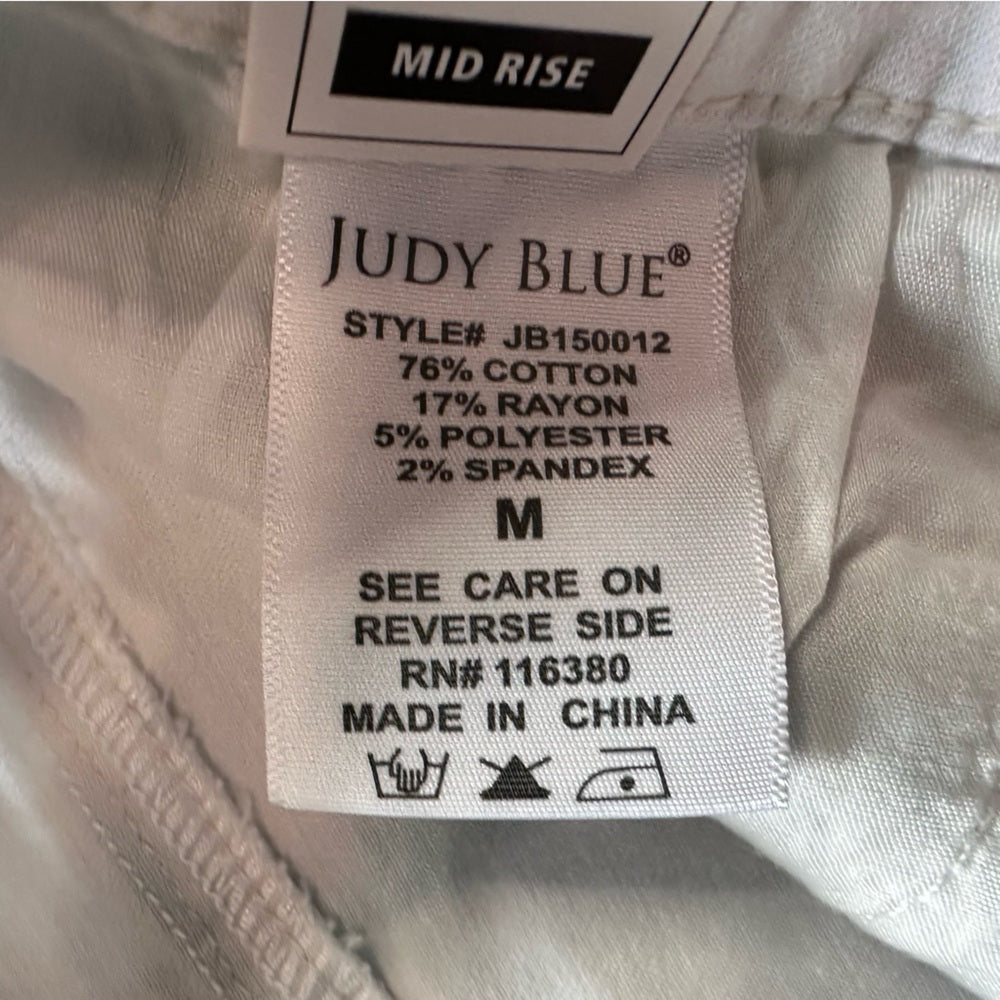 MID RISE
JUDY BLUE®
STYLE# JB150012
76% COTTON
17% RAYON
5% POLYESTER
2% SPANDEX
M
SEE CARE ON
REVERSE SIDE
RN# 116380
MADE IN CHINA